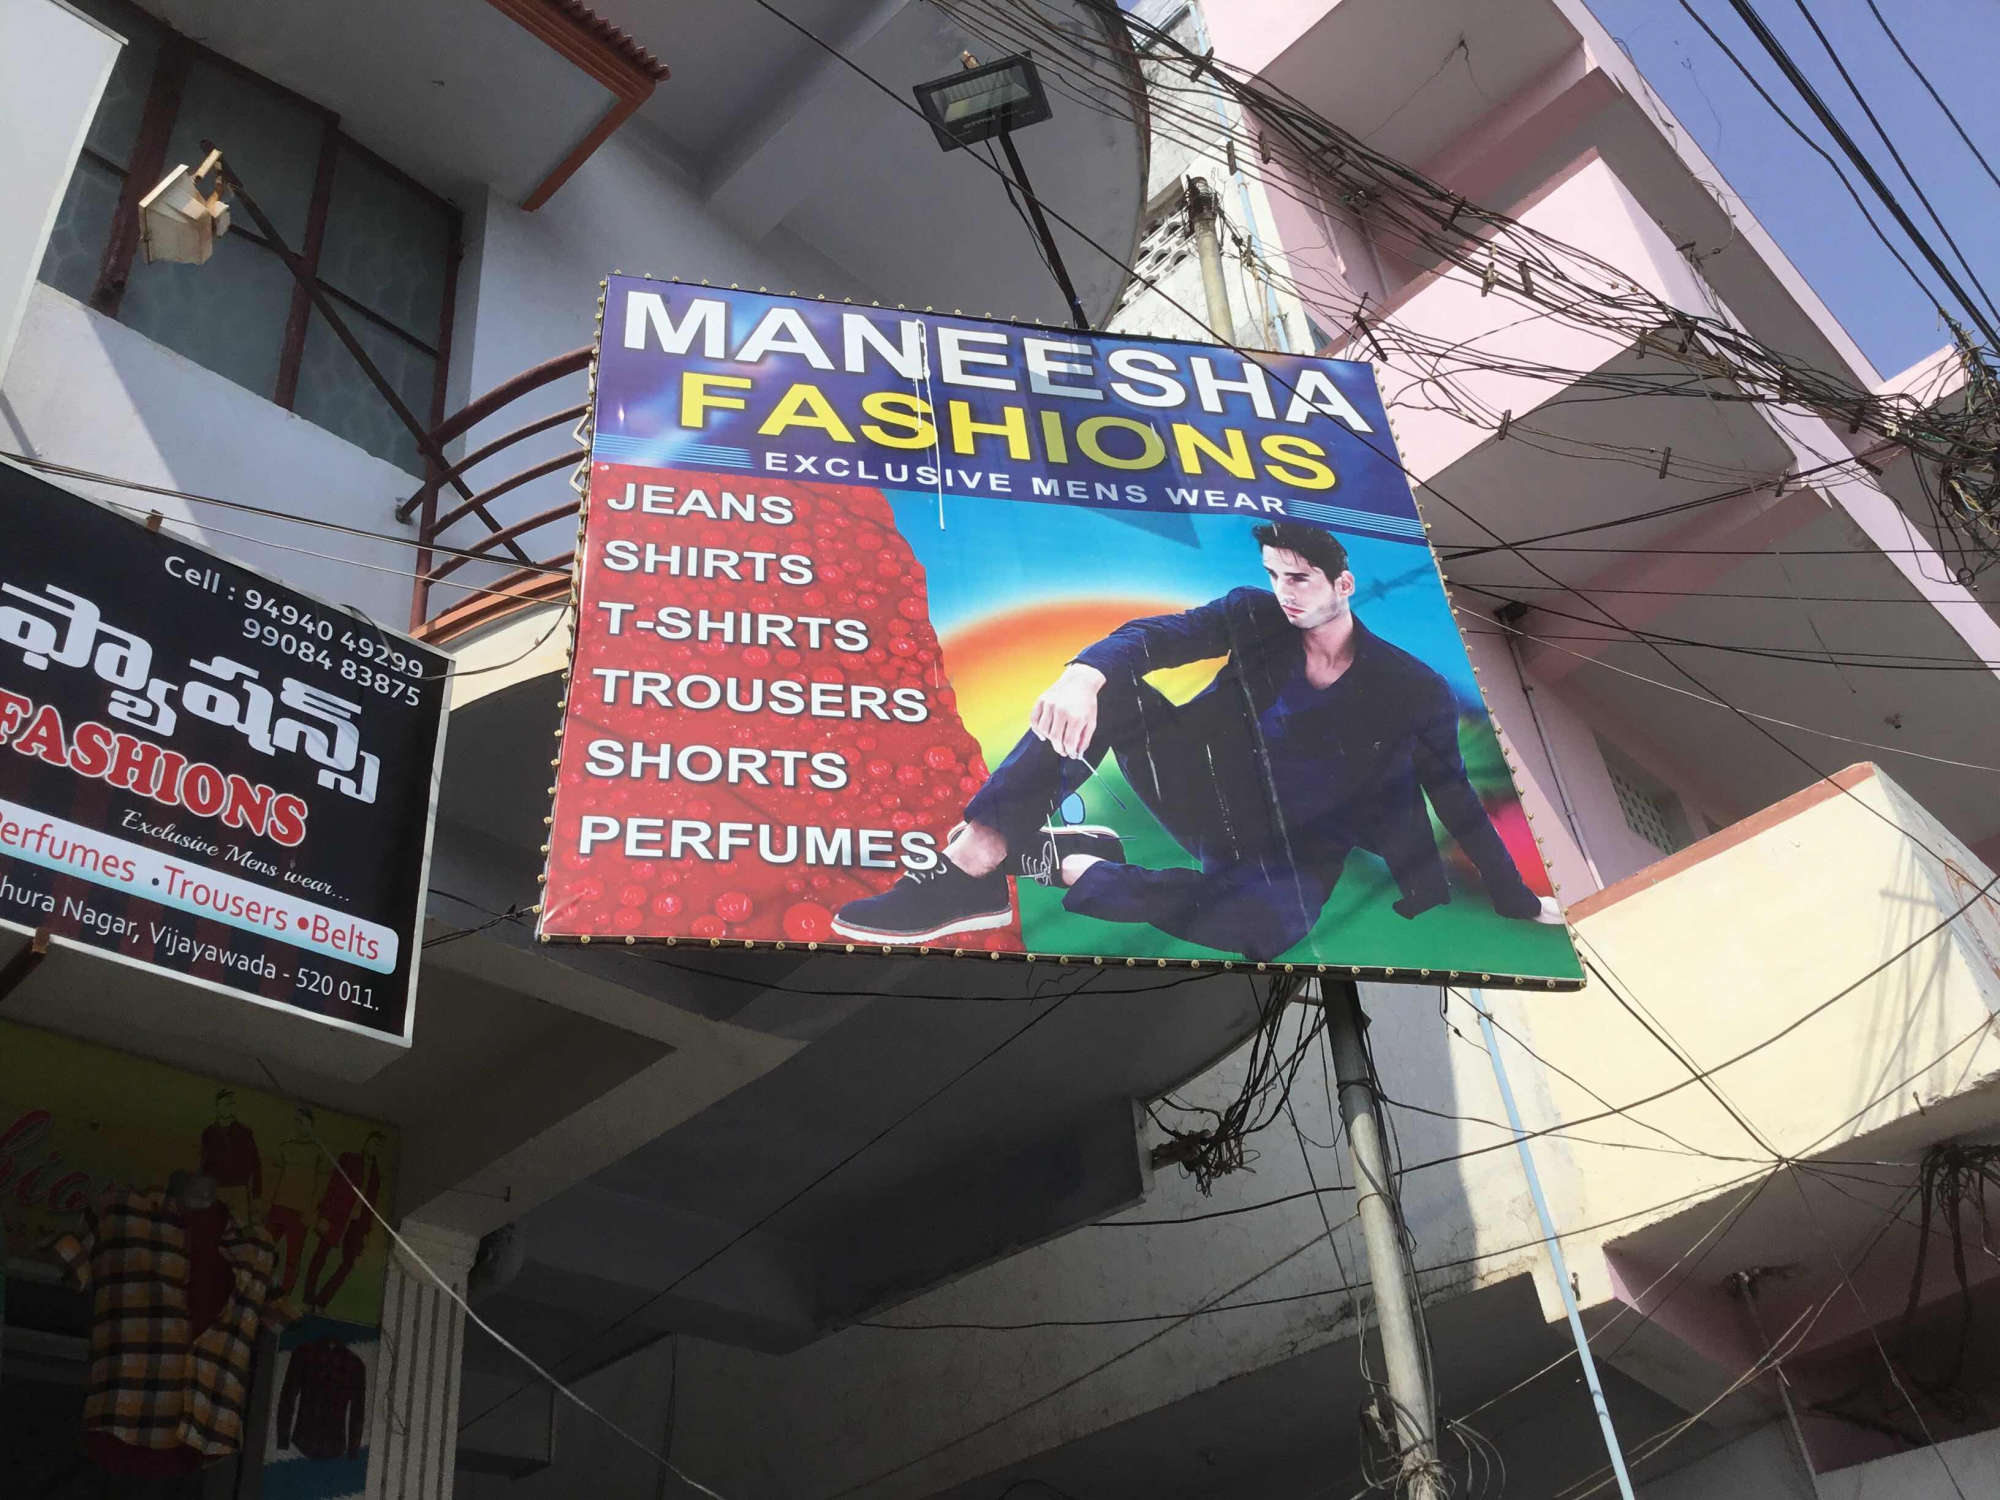 MANEESHA
FASHIONS
EXCLUSIVE MENS WEAR
JEANS
SHIRTS
T-SHIRTS
TROUSERS
SHORTS
PERFUMES
Cell : 94940 49299
99084 83875
ఫ్యాషన్స్
FASHIONS
Exclusive Mens wear...
Perfumes • Trousers • Belts
Nagar, Vijayawada - 520 011.